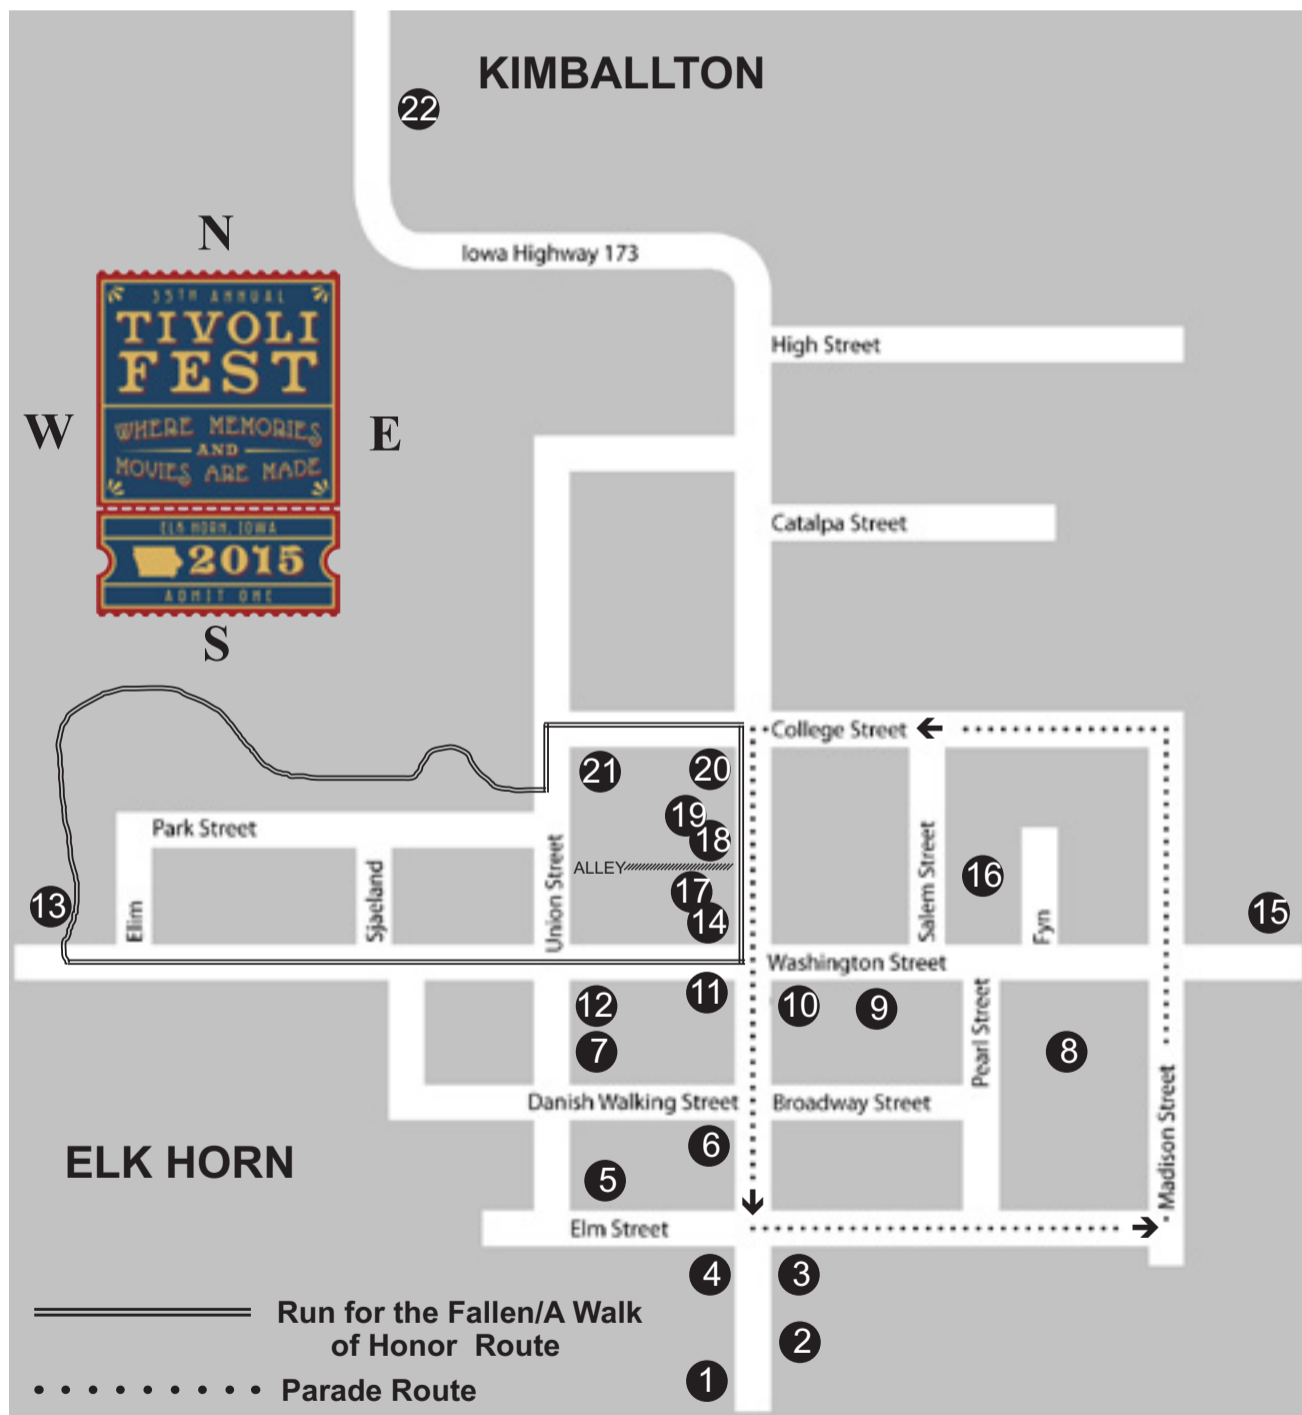 KIMBALLTON
22
Iowa Highway 173
N
W
E
S
35TH ANNUAL
TIVOLI
FEST
WHERE MEMORIES
AND
MOVIES ARE MADE
ELK HORN, IOWA
2015
ADMIT ONE
High Street
Catalpa Street
College Street
21
20
19
18
Park Street
ALLEY
17
14
16
13
15
Elim
Sjaeland
Union Street
Salem Street
Fyn
Washington Street
11
12
10
9
7
8
Pearl Street
Danish Walking Street
Broadway Street
Madison Street
6
5
ELK HORN
Elm Street
4
3
2
1
Run for the Fallen/A Walk
of Honor Route
Parade Route